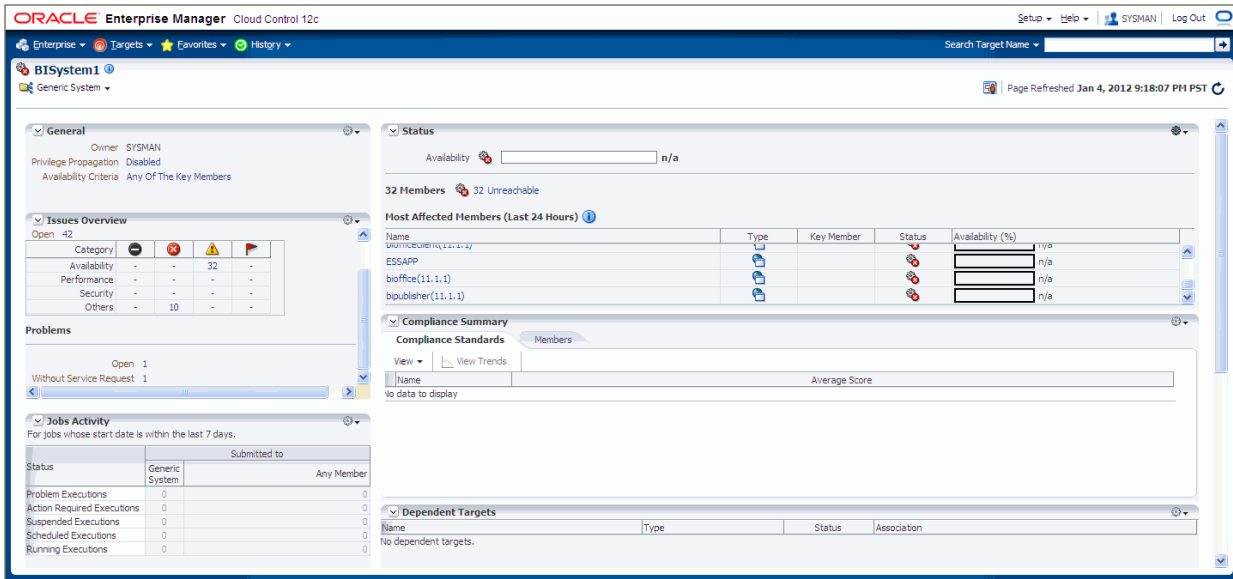 ORACLE Enterprise Manager Cloud Control 12c
Setup Help SYSMAN Log Out
Enterprise Targets Favorites History Search Target Name
BISystem1
Generic System
Page Refreshed Jan 4, 2012 9:18:07 PM PST
General
Owner SYSMAN
Privilege Propagation Disabled
Availability Criteria Any Of The Key Members
Issues Overview
Open 42
Category
Availability - - 32 -
Performance - - - -
Security - - - -
Others - 10 - -
Problems
Open 1
Without Service Request 1
Jobs Activity
For jobs whose start date is within the last 7 days.
Status Submitted to
Generic System Any Member
Problem Executions 0 0
Action Required Executions 0 0
Suspended Executions 0 0
Scheduled Executions 0 0
Running Executions 0 0
Status
Availability n/a
32 Members 32 Unreachable
Most Affected Members (Last 24 Hours)
Name Type Key Member Status Availability (%)
n/a
ESSAPP n/a
bioffice(11.1.1) n/a
bipublisher(11.1.1) n/a
Compliance Summary
Compliance Standards Members
View View Trends
Name Average Score
No data to display
Dependent Targets
Name Type Status Association
No dependent targets.